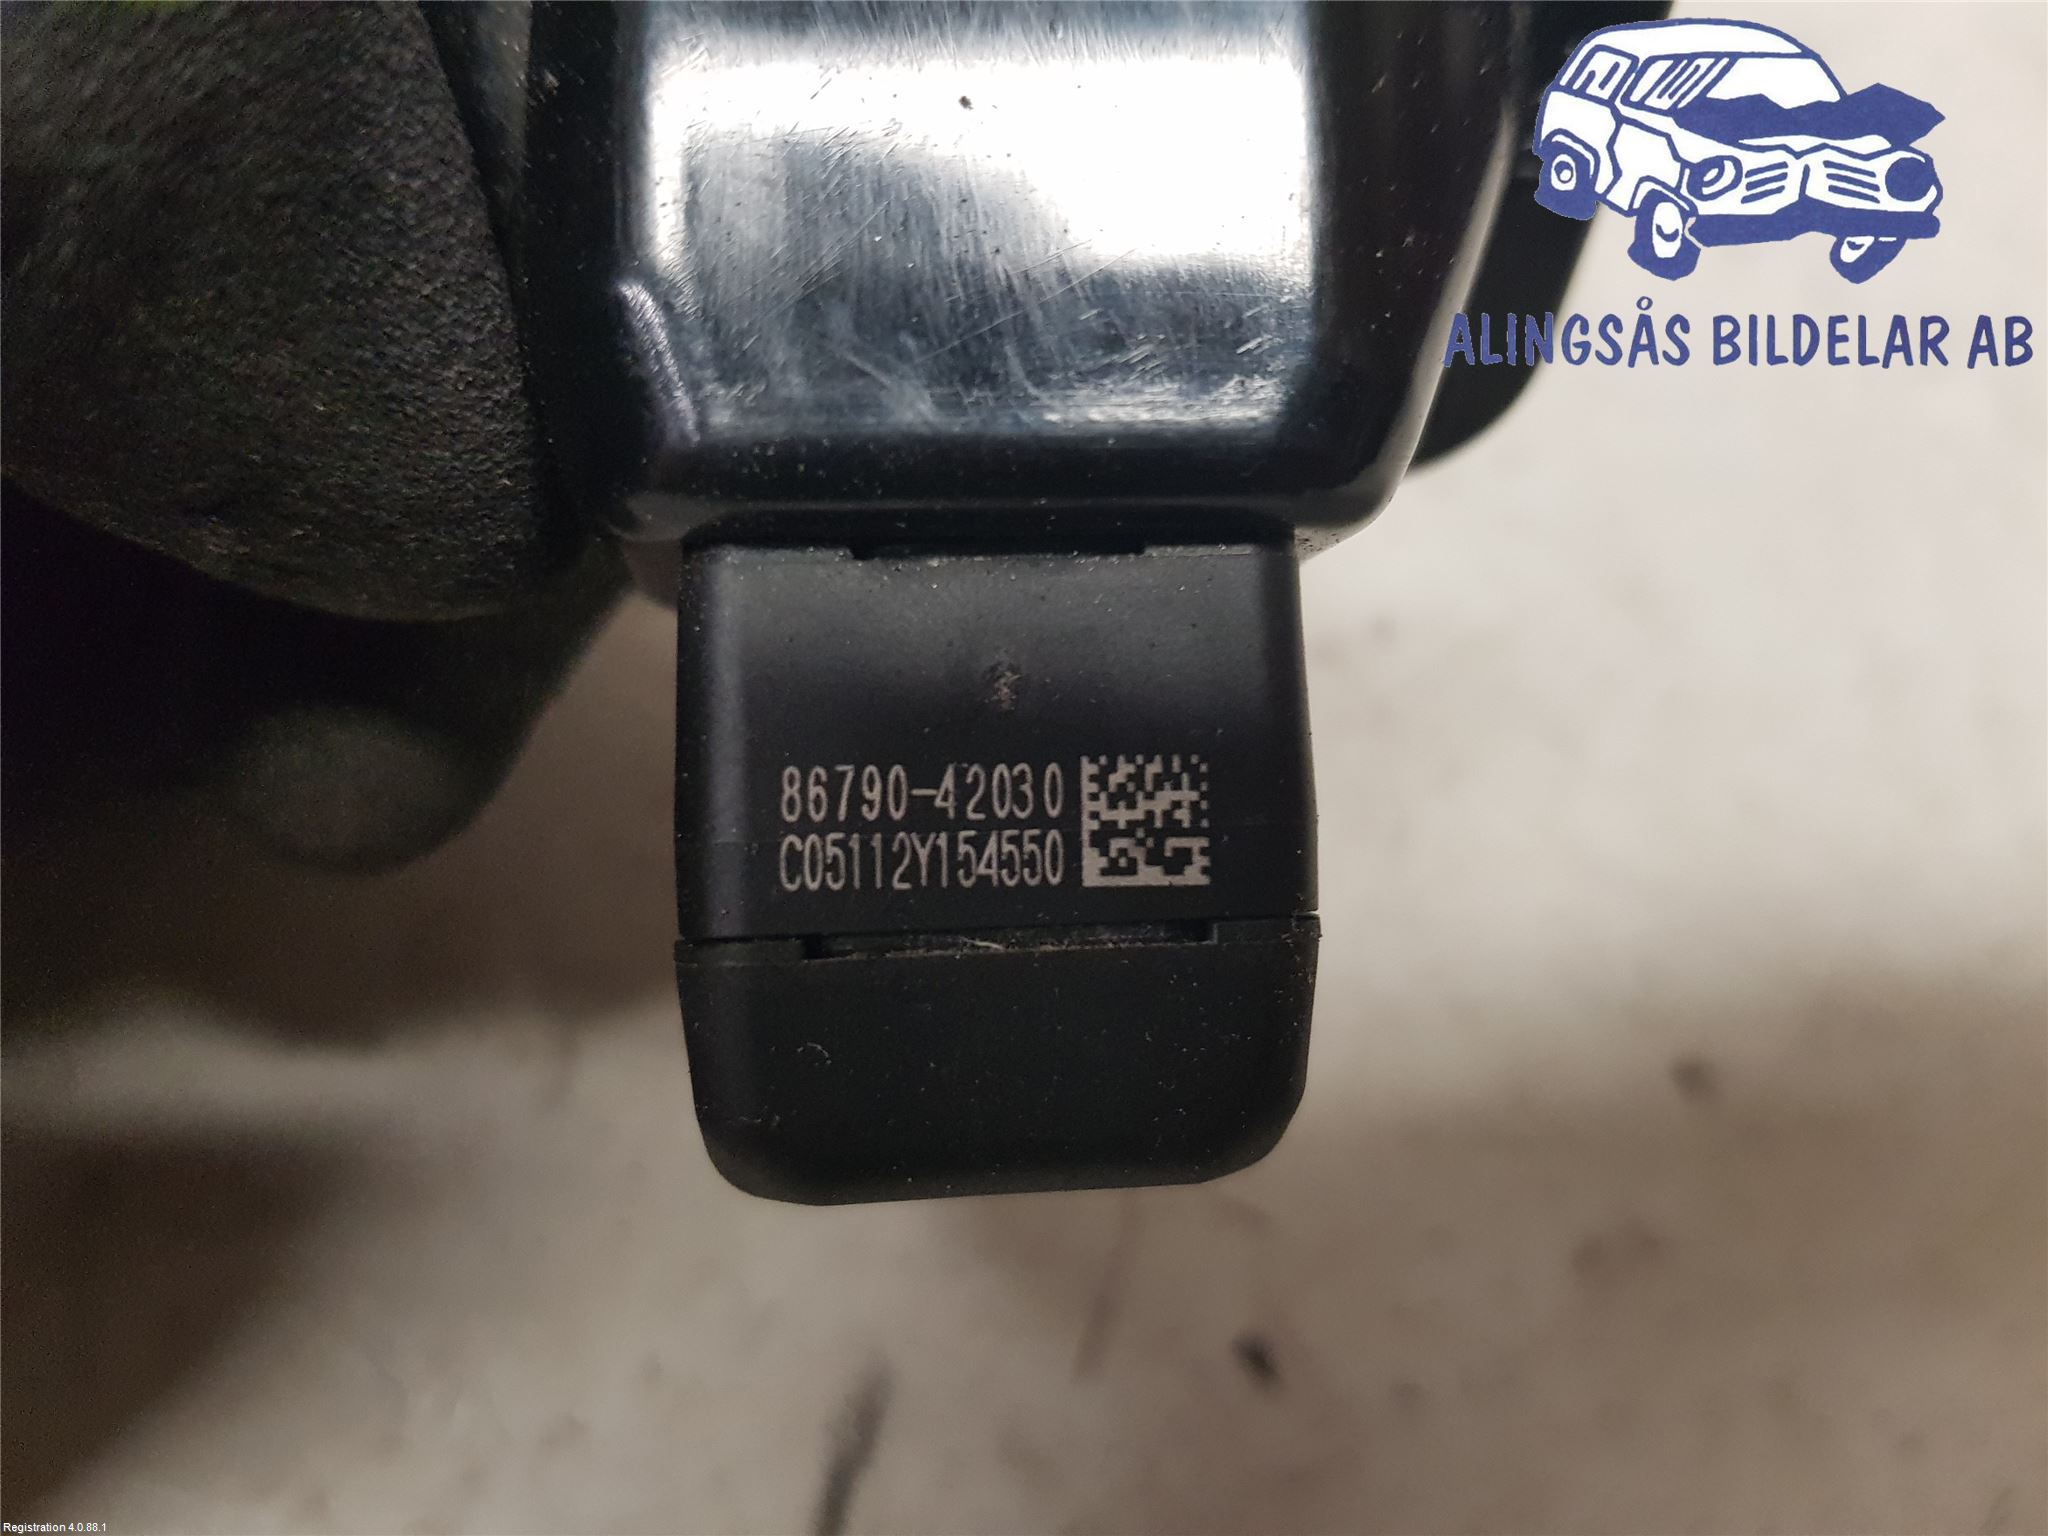 ALINGSÅS BILDELAR AB
86790-42030
C05112Y154550
Registration 4.0.88.1